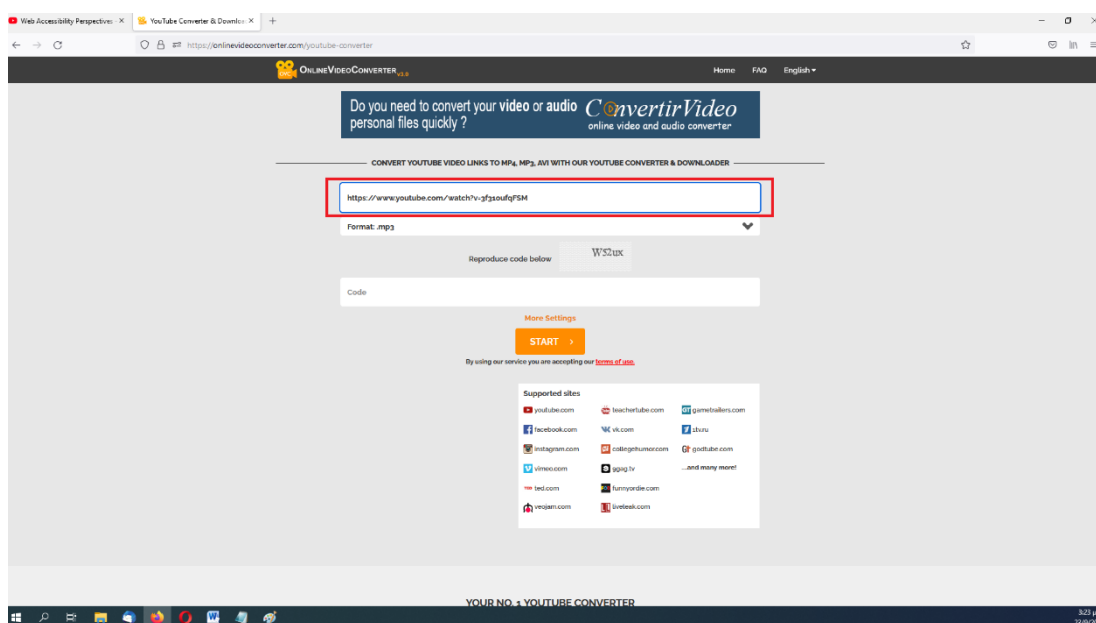 Web Accessibility Perspectives -
YouTube Converter & Downloa
https://onlinevideoconverter.com/youtube-converter
OVC
ONLINEVIDEOCONVERTER v3.0
Home FAQ English
Do you need to convert your video or audio
personal files quickly ?
ConvertirVideo
online video and audio converter
CONVERT YOUTUBE VIDEO LINKS TO MP4, MP3, AVI WITH OUR YOUTUBE CONVERTER & DOWNLOADER
https://www.youtube.com/watch?v=3f31oufqFSM
Format: .mp3
Reproduce code below
WS2ux
Code
More Settings
START >
By using our service you are accepting our terms of use.
Supported sites
youtube.com teachertube.com gametrailers.com
facebook.com vk.com 1tv.ru
instagram.com collegehumor.com godtube.com
vimeo.com 9gag.tv ...and many more!
ted.com funnyordie.com
veojam.com liveleak.com
YOUR NO. 1 YOUTUBE CONVERTER
3:23 μ